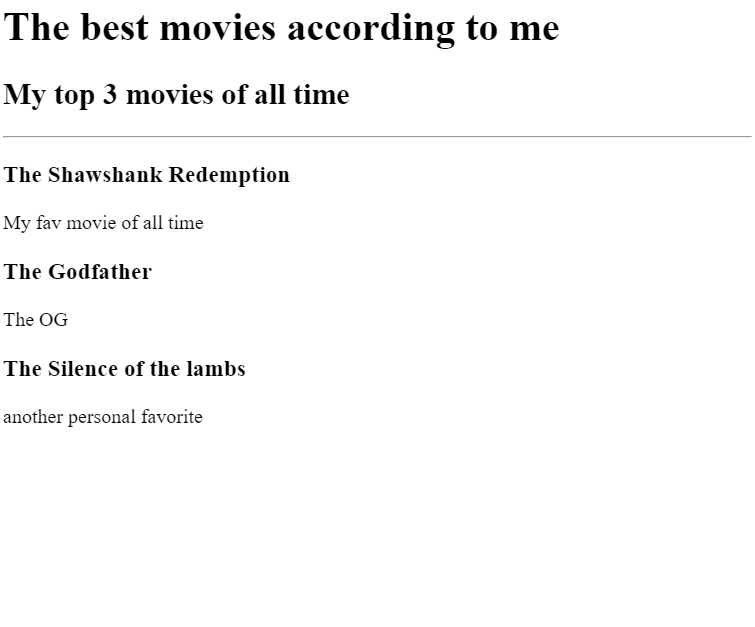 The best movies according to me
My top 3 movies of all time
The Shawshank Redemption
My fav movie of all time
The Godfather
The OG
The Silence of the lambs
another personal favorite